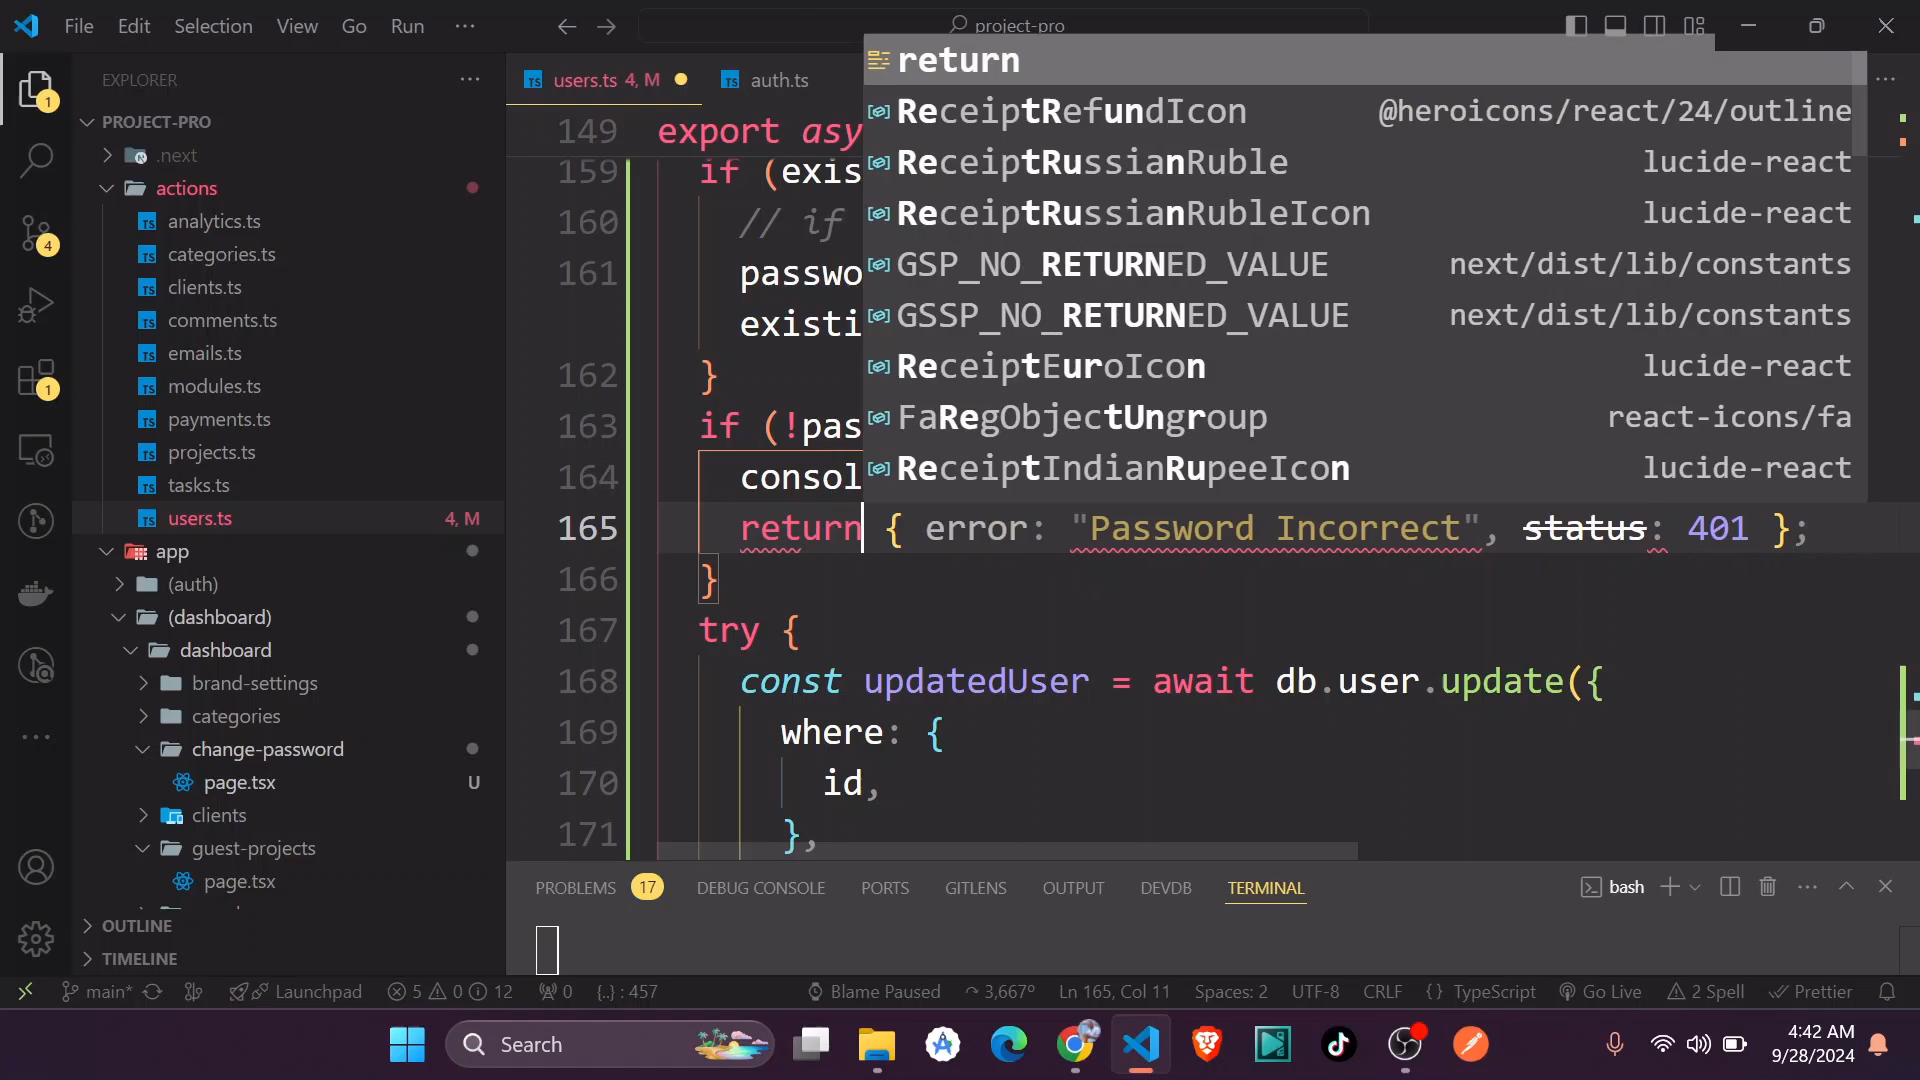 File Edit Selection View Go Run
project-pro
EXPLORER
PROJECT-PRO
.next
actions
analytics.ts
categories.ts
clients.ts
comments.ts
emails.ts
modules.ts
payments.ts
projects.ts
tasks.ts
users.ts 4, M
app
(auth)
(dashboard)
dashboard
brand-settings
categories
change-password
page.tsx U
clients
guest-projects
page.tsx
OUTLINE
TIMELINE
1
4
1
users.ts 4, M
auth.ts
149 export asy
159 if (exis
160 // if
161 passwo
existi
162 }
163 if (!pas
164 consol
165 return { error: "Password Incorrect", status: 401 };
166 }
167 try {
168 const updatedUser = await db.user.update({
169 where: {
170 id,
171 },
return
ReceiptRefundIcon @heroicons/react/24/outline
ReceiptRussianRuble lucide-react
ReceiptRussianRubleIcon lucide-react
GSP_NO_RETURNED_VALUE next/dist/lib/constants
GSSP_NO_RETURNED_VALUE next/dist/lib/constants
ReceiptEuroIcon lucide-react
FaRegObjectUngroup react-icons/fa
ReceiptIndianRupeeIcon lucide-react
PROBLEMS 17 DEBUG CONSOLE PORTS GITLENS OUTPUT DEVDB TERMINAL bash
main* Launchpad 5 0 12 0 {..} : 457 Blame Paused 3,667° Ln 165, Col 11 Spaces: 2 UTF-8 CRLF {} TypeScript Go Live 2 Spell Prettier
Search
4:42 AM
9/28/2024